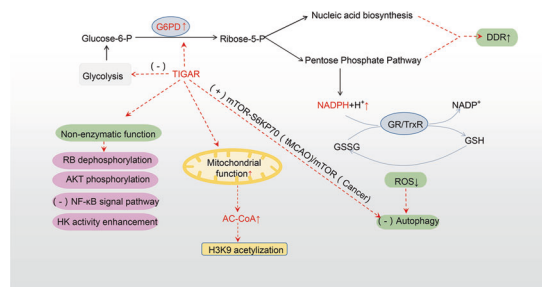 G6PD↑
Nucleic acid biosynthesis
Glucose-6-P
Ribose-5-P
DDR↑
Pentose Phosphate Pathway
(-)
Glycolysis
TIGAR
NADPH+H⁺↑
NADP⁺
(+) mTOR-S6KP70 (tMCAO)/mTOR (Cancer)
GR/TrxR
Non-enzymatic function
GSSG
GSH
RB dephosphorylation
Mitochondrial
function↑
AKT phosphorylation
ROS↓
(-) NF-κB signal pathway
AC-CoA↑
(-) Autophagy
HK activity enhancement
H3K9 acetylization